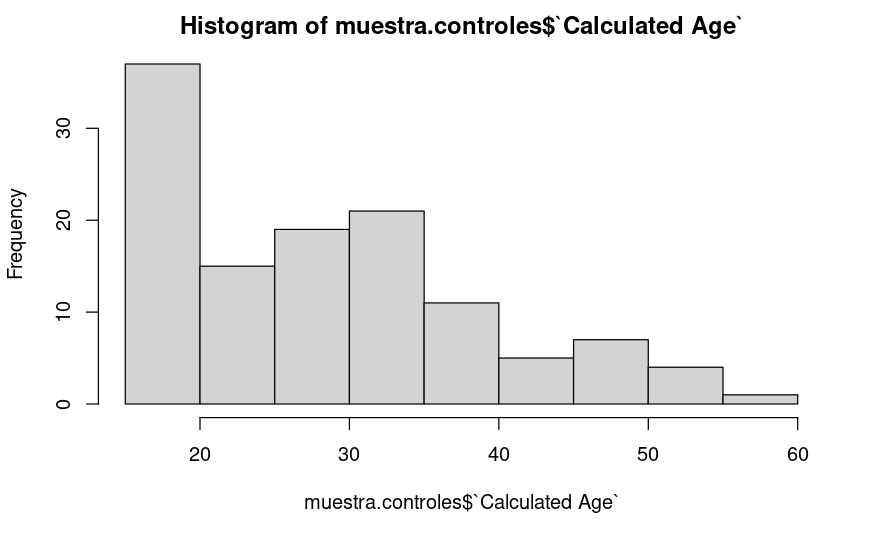 Histogram of muestra.controles$`Calculated Age`
Frequency
30
20
10
0
20 30 40 50 60
muestra.controles$`Calculated Age`